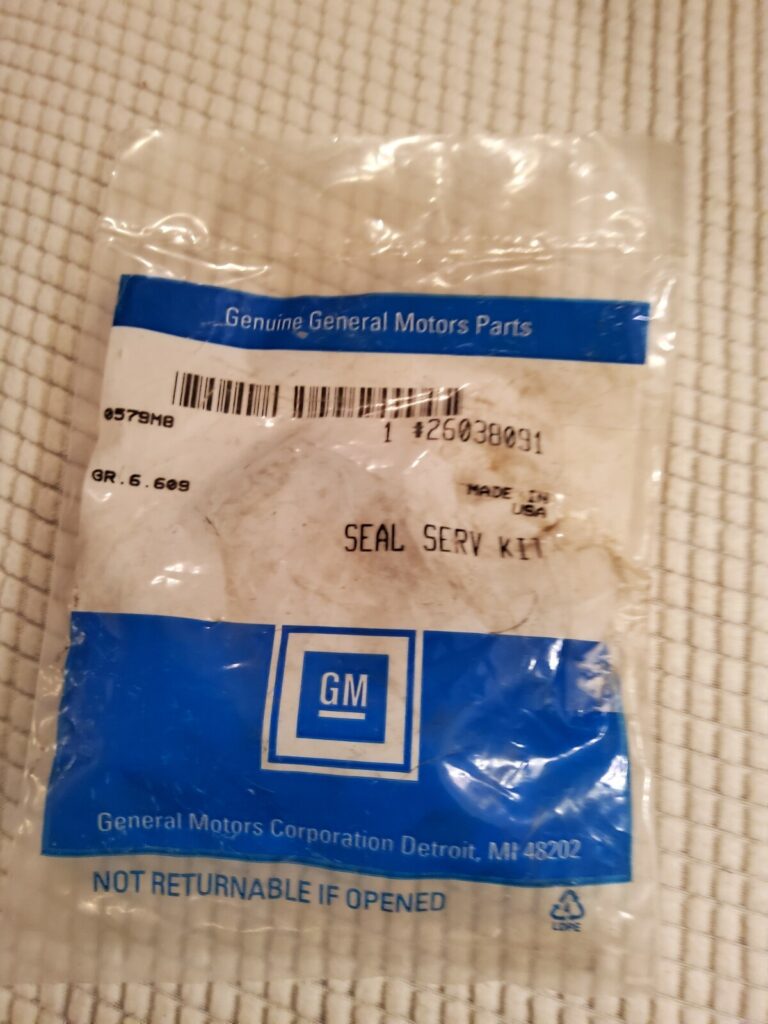 Genuine General Motors Parts
0579M8
1 #26038091
GR.6.609
MADE IN
USA
SEAL SERV KIT
GM
General Motors Corporation Detroit, MI 48202
NOT RETURNABLE IF OPENED
4
LDPE